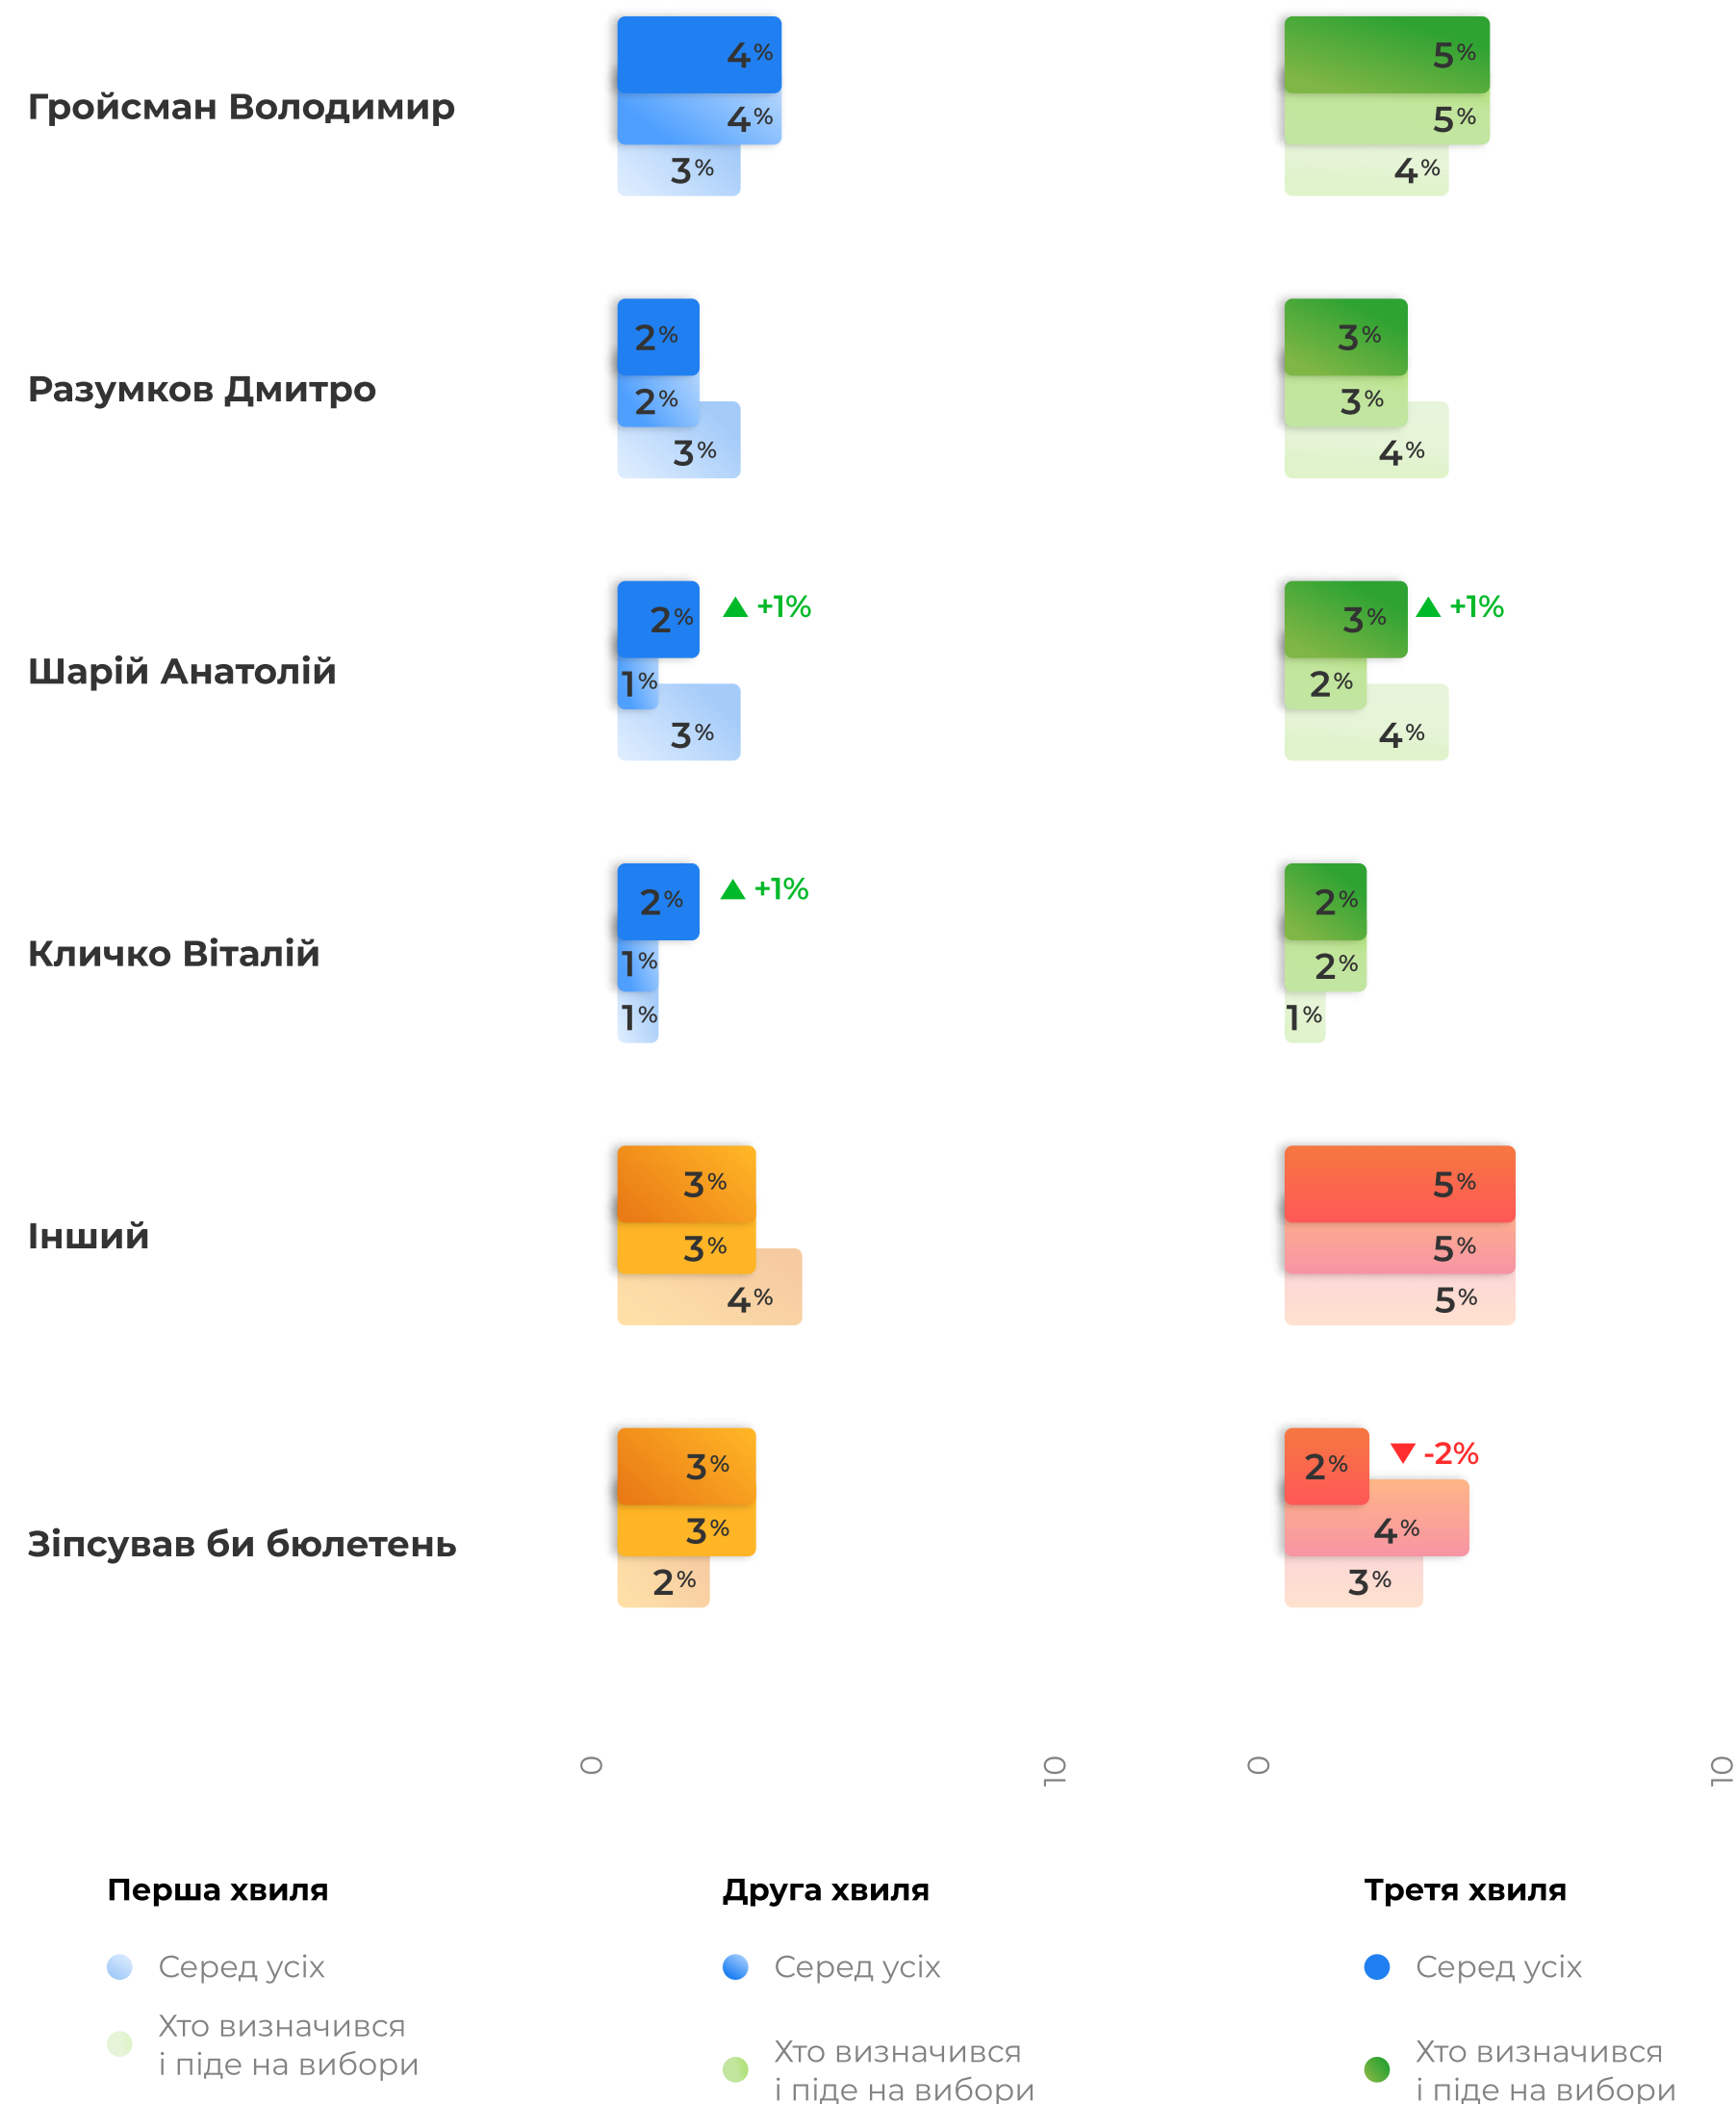 4% 5%
Гройсман Володимир 4% 5%
3% 4%
2% 3%
Разумков Дмитро 2% 3%
3% 4%
2% +1% 3% +1%
Шарій Анатолій 1% 2%
3% 4%
2% +1% 2%
Кличко Віталій 1% 2%
1% 1%
3% 5%
Інший 3% 5%
4% 5%
3% 2% -2%
Зіпсував би бюлетень 3% 4%
2% 3%
0 10 0 10
Перша хвиля Друга хвиля Третя хвиля
Серед усіх Серед усіх Серед усіх
Хто визначився Хто визначився Хто визначився
і піде на вибори і піде на вибори і піде на вибори